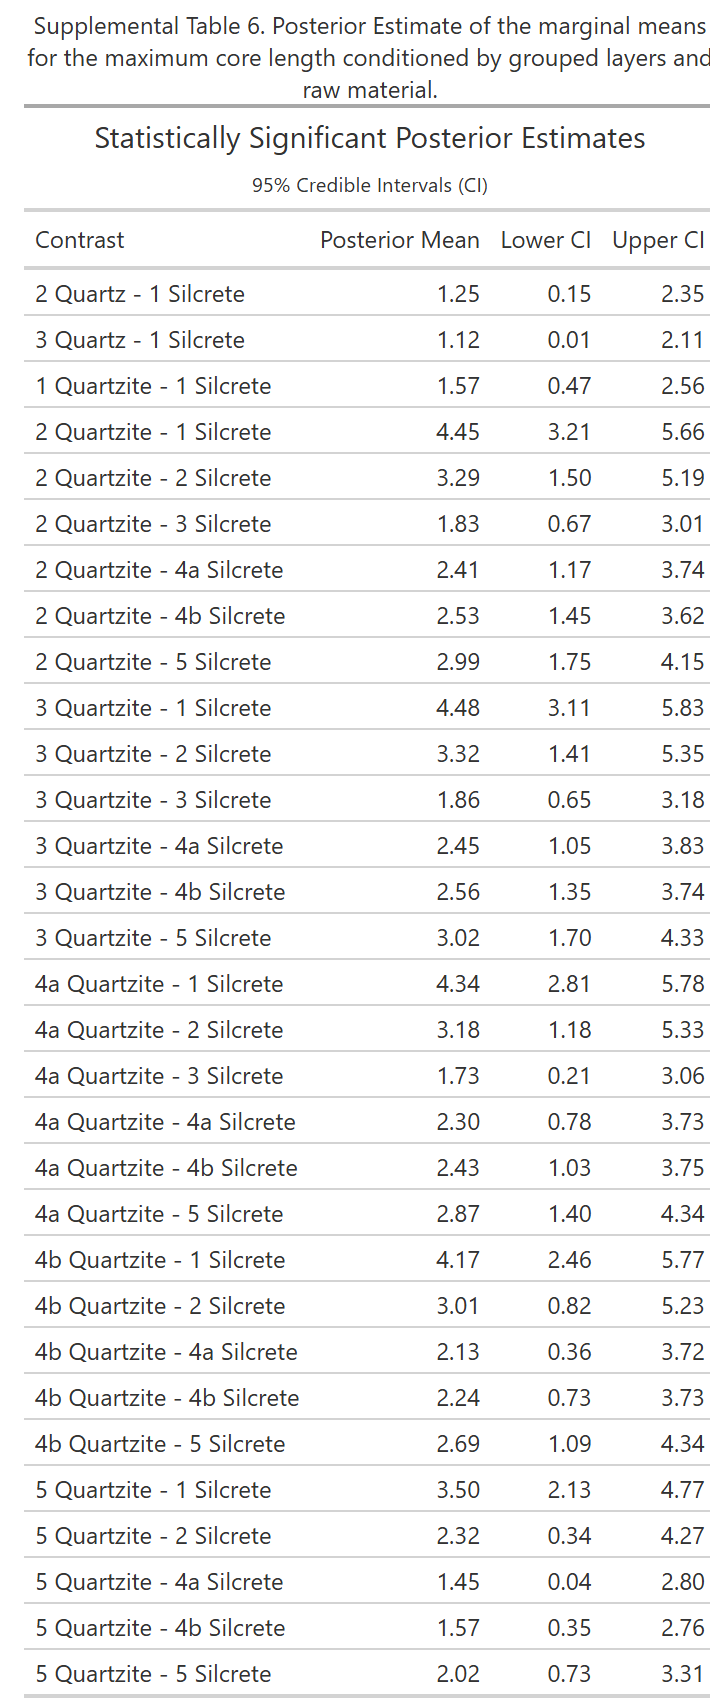 Supplemental Table 6. Posterior Estimate of the marginal means
for the maximum core length conditioned by grouped layers and
raw material.
Statistically Significant Posterior Estimates
95% Credible Intervals (CI)
Contrast Posterior Mean Lower CI Upper CI
2 Quartz - 1 Silcrete 1.25 0.15 2.35
3 Quartz - 1 Silcrete 1.12 0.01 2.11
1 Quartzite - 1 Silcrete 1.57 0.47 2.56
2 Quartzite - 1 Silcrete 4.45 3.21 5.66
2 Quartzite - 2 Silcrete 3.29 1.50 5.19
2 Quartzite - 3 Silcrete 1.83 0.67 3.01
2 Quartzite - 4a Silcrete 2.41 1.17 3.74
2 Quartzite - 4b Silcrete 2.53 1.45 3.62
2 Quartzite - 5 Silcrete 2.99 1.75 4.15
3 Quartzite - 1 Silcrete 4.48 3.11 5.83
3 Quartzite - 2 Silcrete 3.32 1.41 5.35
3 Quartzite - 3 Silcrete 1.86 0.65 3.18
3 Quartzite - 4a Silcrete 2.45 1.05 3.83
3 Quartzite - 4b Silcrete 2.56 1.35 3.74
3 Quartzite - 5 Silcrete 3.02 1.70 4.33
4a Quartzite - 1 Silcrete 4.34 2.81 5.78
4a Quartzite - 2 Silcrete 3.18 1.18 5.33
4a Quartzite - 3 Silcrete 1.73 0.21 3.06
4a Quartzite - 4a Silcrete 2.30 0.78 3.73
4a Quartzite - 4b Silcrete 2.43 1.03 3.75
4a Quartzite - 5 Silcrete 2.87 1.40 4.34
4b Quartzite - 1 Silcrete 4.17 2.46 5.77
4b Quartzite - 2 Silcrete 3.01 0.82 5.23
4b Quartzite - 4a Silcrete 2.13 0.36 3.72
4b Quartzite - 4b Silcrete 2.24 0.73 3.73
4b Quartzite - 5 Silcrete 2.69 1.09 4.34
5 Quartzite - 1 Silcrete 3.50 2.13 4.77
5 Quartzite - 2 Silcrete 2.32 0.34 4.27
5 Quartzite - 4a Silcrete 1.45 0.04 2.80
5 Quartzite - 4b Silcrete 1.57 0.35 2.76
5 Quartzite - 5 Silcrete 2.02 0.73 3.31